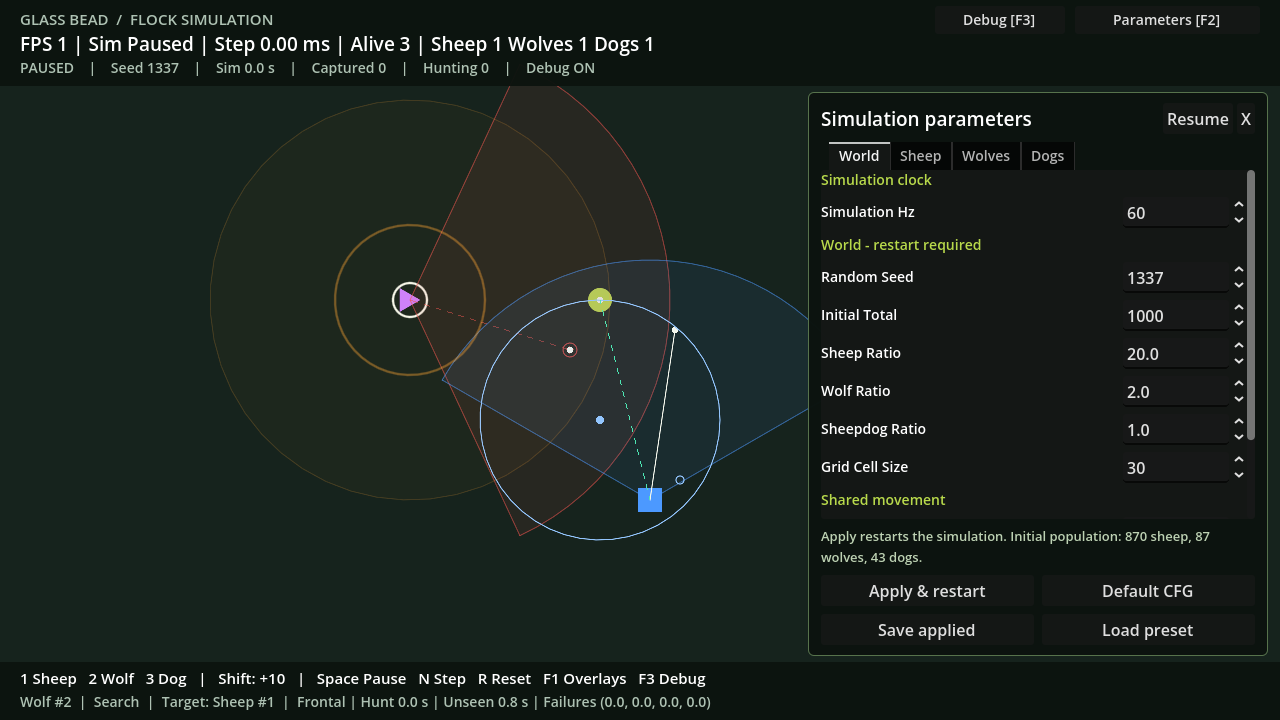 GLASS BEAD / FLOCK SIMULATION
Debug [F3]
Parameters [F2]
FPS 1 | Sim Paused | Step 0.00 ms | Alive 3 | Sheep 1 Wolves 1 Dogs 1
PAUSED | Seed 1337 | Sim 0.0 s | Captured 0 | Hunting 0 | Debug ON
Simulation parameters
Resume
X
World
Sheep
Wolves
Dogs
Simulation clock
Simulation Hz 60
World - restart required
Random Seed 1337
Initial Total 1000
Sheep Ratio 20.0
Wolf Ratio 2.0
Sheepdog Ratio 1.0
Grid Cell Size 30
Shared movement
Apply restarts the simulation. Initial population: 870 sheep, 87
wolves, 43 dogs.
Apply & restart
Default CFG
Save applied
Load preset
1 Sheep 2 Wolf 3 Dog | Shift: +10 | Space Pause N Step R Reset F1 Overlays F3 Debug
Wolf #2 | Search | Target: Sheep #1 | Frontal | Hunt 0.0 s | Unseen 0.8 s | Failures (0.0, 0.0, 0.0, 0.0)